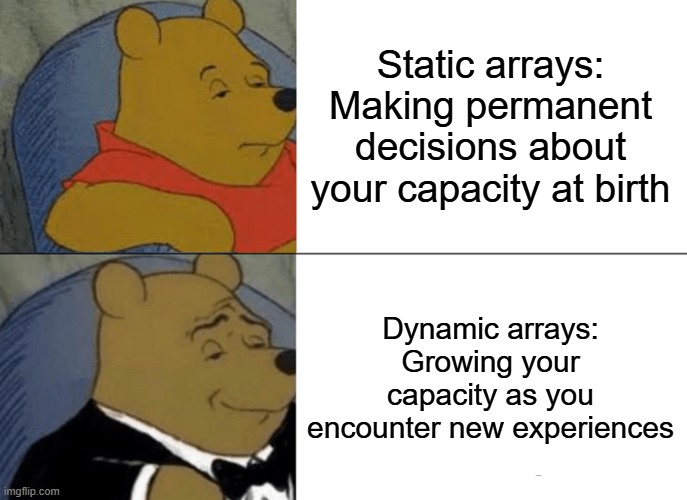 Static arrays:
Making permanent
decisions about
your capacity at birth
Dynamic arrays:
Growing your
capacity as you
encounter new experiences
imgflip.com